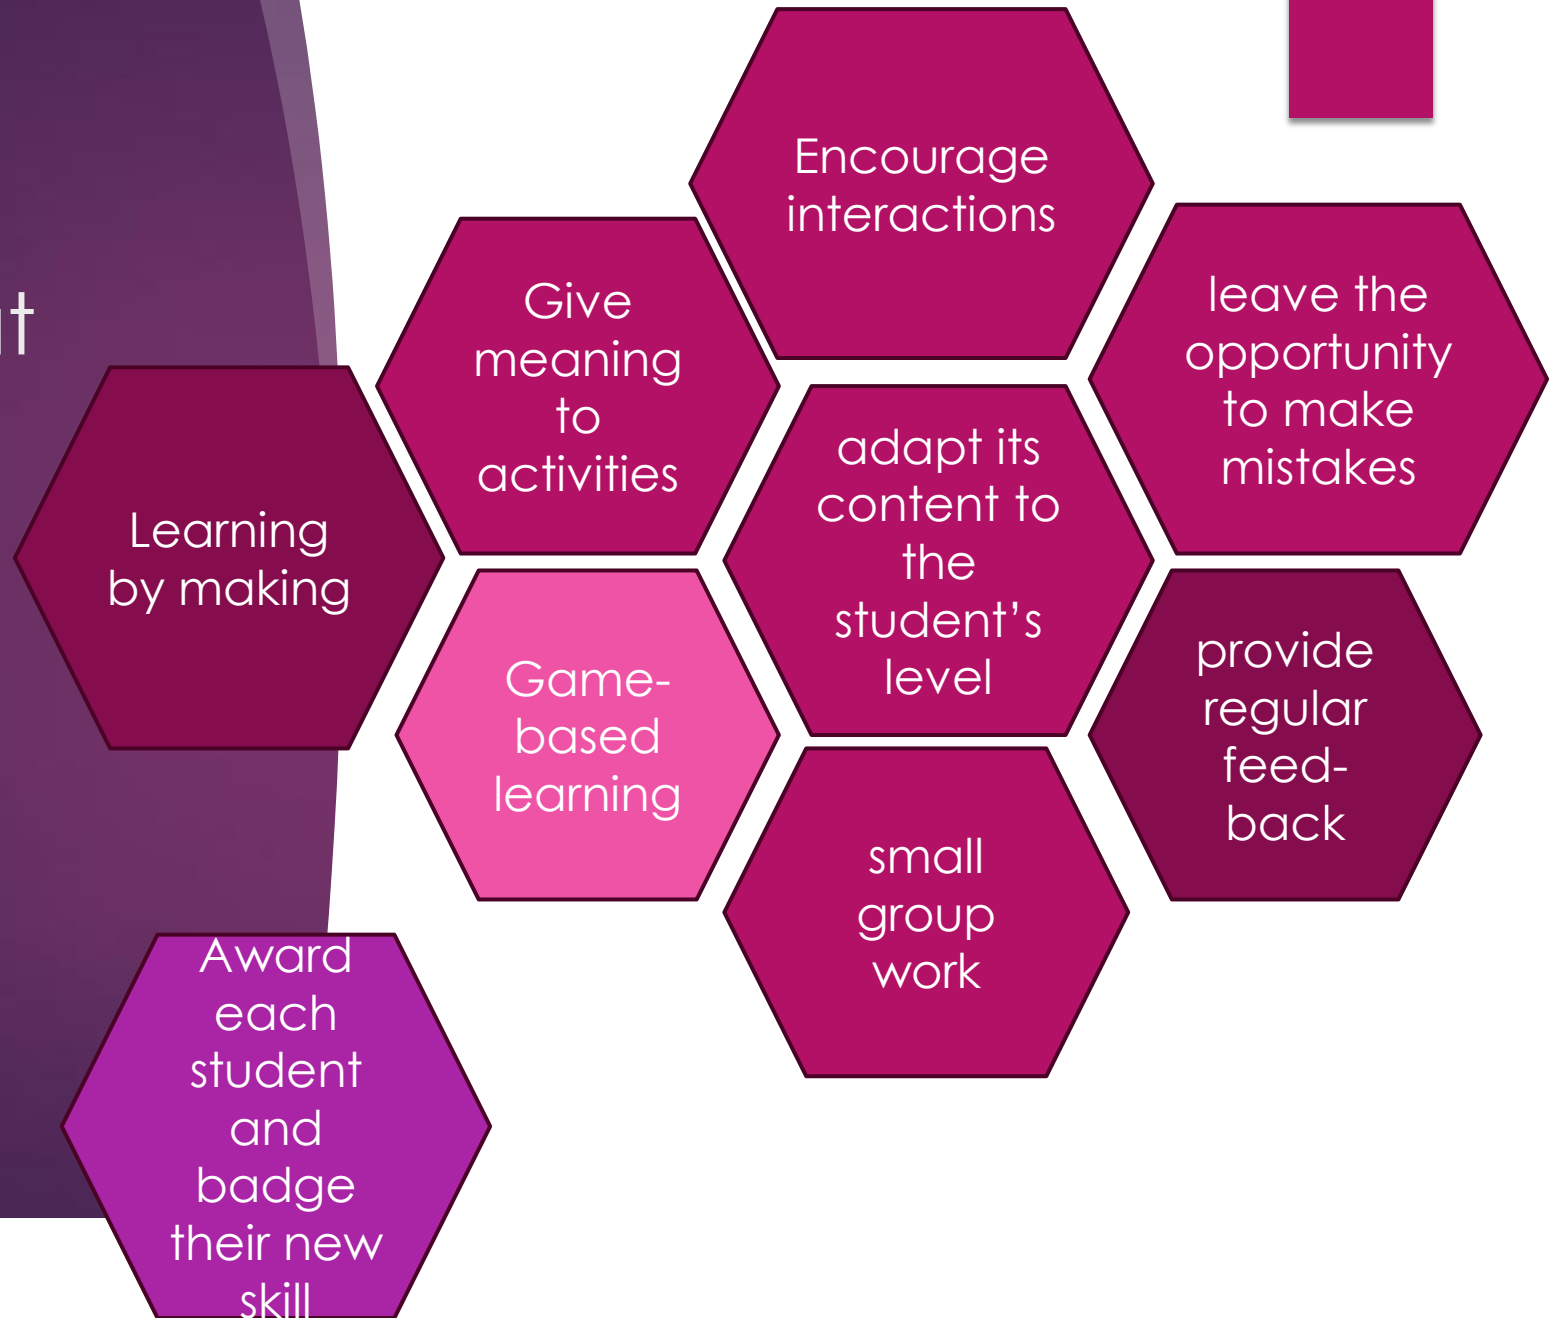 Encourage
interactions
Give
meaning
to
activities
leave the
opportunity
to make
mistakes
Learning
by making
adapt its
content to
the
student’s
level
Game-
based
learning
provide
regular
feed-
back
small
group
work
Award
each
student
and
badge
their new
skill